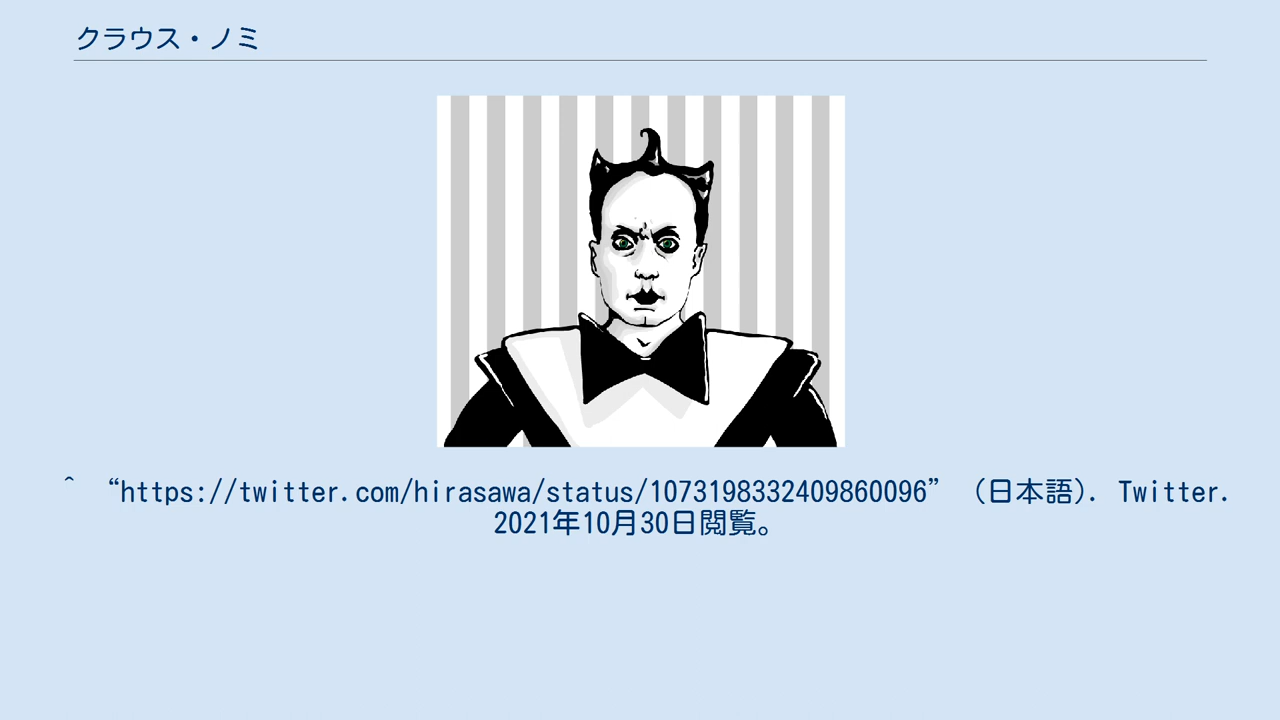 クラウス・ノミ
^ “https://twitter.com/hirasawa/status/1073198332409860096” (日本語). Twitter.
2021年10月30日閲覧。